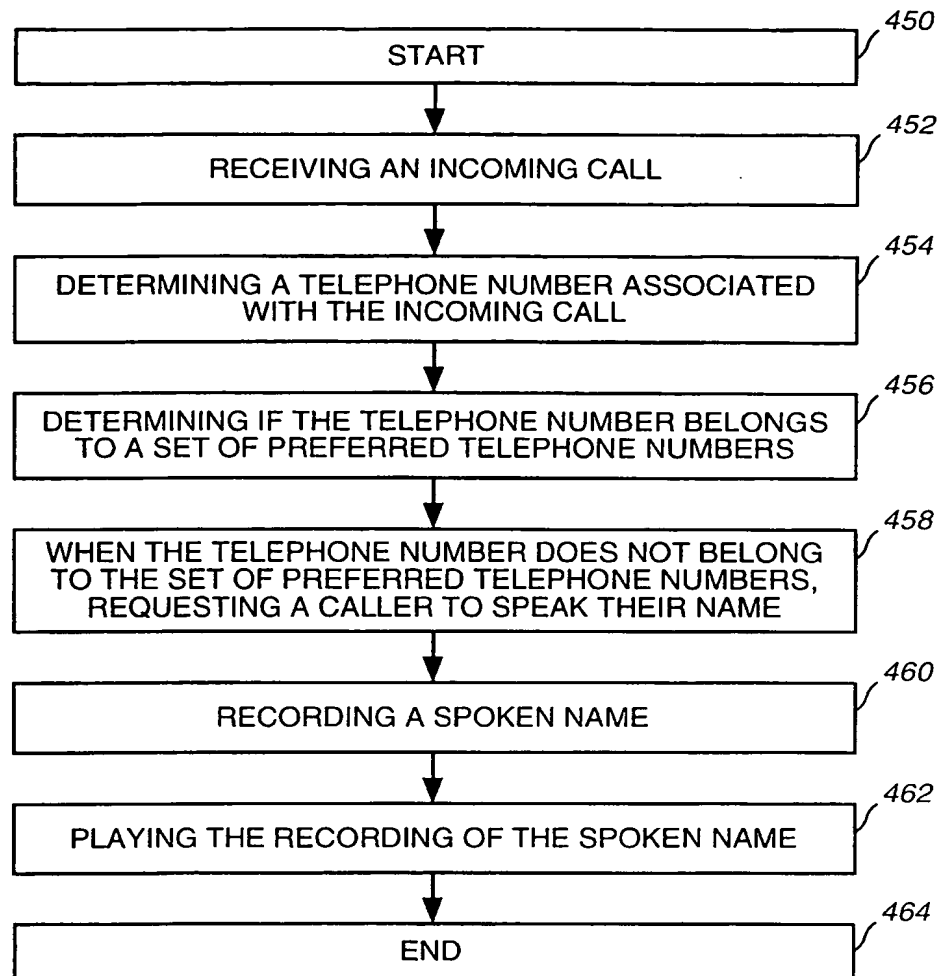 450
START
452
RECEIVING AN INCOMING CALL
454
DETERMINING A TELEPHONE NUMBER ASSOCIATED
WITH THE INCOMING CALL
456
DETERMINING IF THE TELEPHONE NUMBER BELONGS
TO A SET OF PREFERRED TELEPHONE NUMBERS
458
WHEN THE TELEPHONE NUMBER DOES NOT BELONG
TO THE SET OF PREFERRED TELEPHONE NUMBERS,
REQUESTING A CALLER TO SPEAK THEIR NAME
460
RECORDING A SPOKEN NAME
462
PLAYING THE RECORDING OF THE SPOKEN NAME
464
END